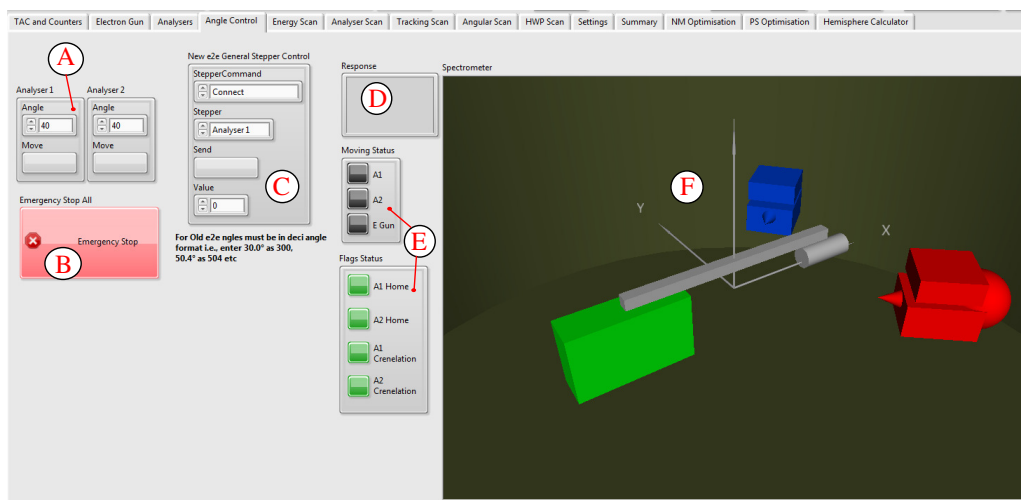 TAC and Counters Electron Gun Analysers Angle Control Energy Scan Analyser Scan Tracking Scan Angular Scan HWP Scan Settings Summary NM Optimisation PS Optimisation Hemisphere Calculator
A
Analyser 1 Analyser 2
Angle Angle
40 40
Move Move
Emergency Stop All
Emergency Stop
B
New e2e General Stepper Control
StepperCommand
Connect
Stepper
Analyser 1
Send
C
Value
0
For Old e2e ngles must be in deci angle
format i.e., enter 30.0° as 300,
50.4° as 504 etc
Response
D
Moving Status
A1
A2
E Gun
E
Flags Status
A1 Home
A2 Home
A1
Crenelation
A2
Crenelation
Spectrometer
F
Y
X